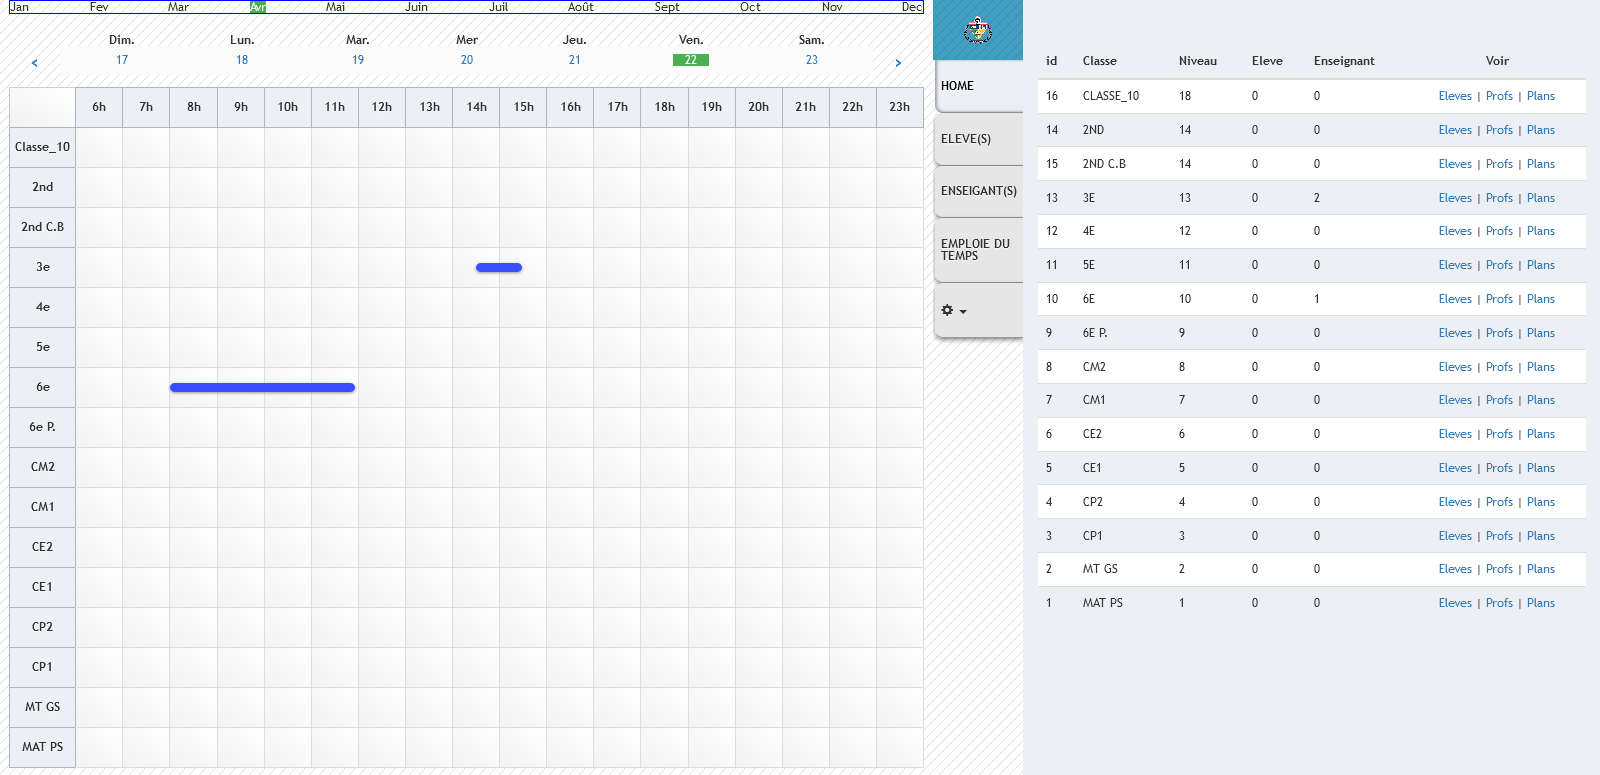 Jan Fev Mar Avr Mai Juin Juil Août Sept Oct Nov Dec
Dim. Lun. Mar. Mer Jeu. Ven. Sam.
< 17 18 19 20 21 22 23 >
6h 7h 8h 9h 10h 11h 12h 13h 14h 15h 16h 17h 18h 19h 20h 21h 22h 23h
Classe_10
2nd
2nd C.B
3e
4e
5e
6e
6e P.
CM2
CM1
CE2
CE1
CP2
CP1
MT GS
MAT PS
HOME
ELEVE(S)
ENSEIGANT(S)
EMPLOIE DU
TEMPS
id Classe Niveau Eleve Enseignant Voir
16 CLASSE_10 18 0 0 Eleves | Profs | Plans
14 2ND 14 0 0 Eleves | Profs | Plans
15 2ND C.B 14 0 0 Eleves | Profs | Plans
13 3E 13 0 2 Eleves | Profs | Plans
12 4E 12 0 0 Eleves | Profs | Plans
11 5E 11 0 0 Eleves | Profs | Plans
10 6E 10 0 1 Eleves | Profs | Plans
9 6E P. 9 0 0 Eleves | Profs | Plans
8 CM2 8 0 0 Eleves | Profs | Plans
7 CM1 7 0 0 Eleves | Profs | Plans
6 CE2 6 0 0 Eleves | Profs | Plans
5 CE1 5 0 0 Eleves | Profs | Plans
4 CP2 4 0 0 Eleves | Profs | Plans
3 CP1 3 0 0 Eleves | Profs | Plans
2 MT GS 2 0 0 Eleves | Profs | Plans
1 MAT PS 1 0 0 Eleves | Profs | Plans